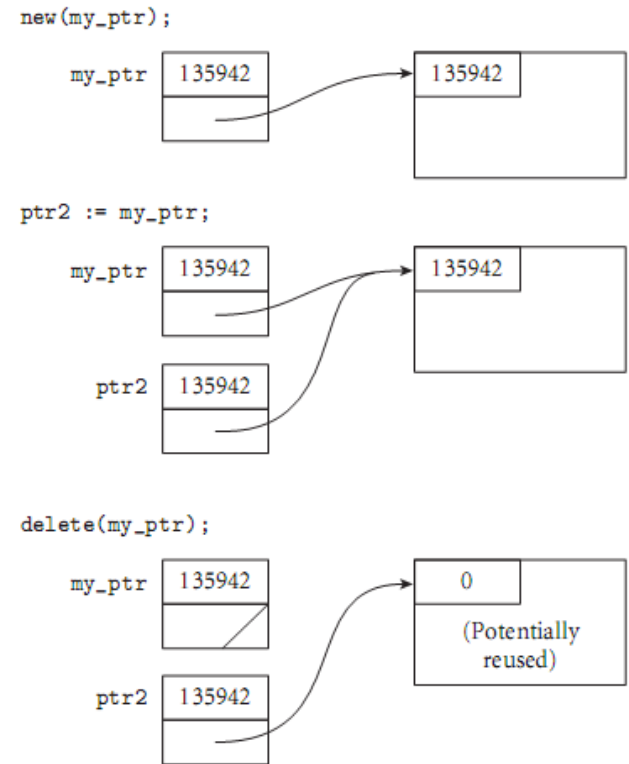 new(my_ptr);
my_ptr 135942 135942
ptr2 := my_ptr;
my_ptr 135942 135942
ptr2 135942
delete(my_ptr);
my_ptr 135942 0
(Potentially
reused)
ptr2 135942